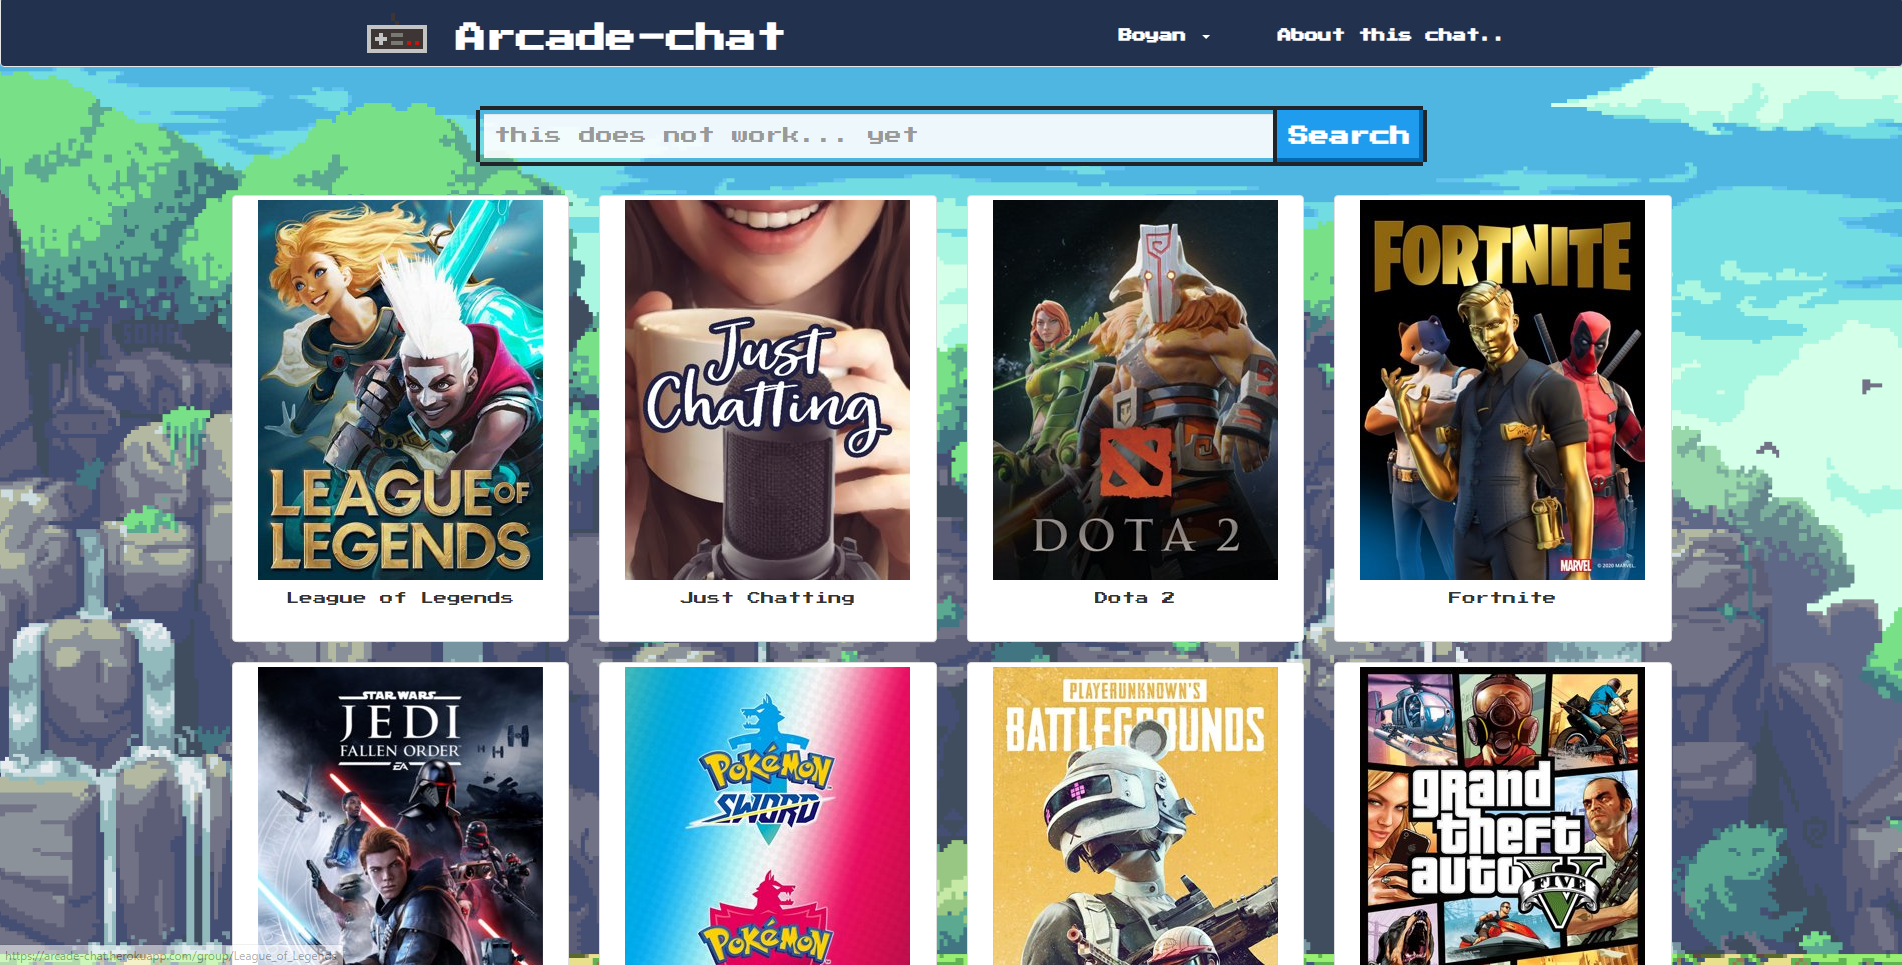 Arcade-chat
Boyan
About this chat..
this does not work... yet
Search
LEAGUE OF
LEGENDS
Just
Chatting
DOTA 2
FORTNITE
MARVEL © 2020 MARVEL
League of Legends
Just Chatting
Dota 2
Fortnite
STAR WARS
JEDI
FALLEN ORDER
EA
POKÉMON
SWORD
POKÉMON
PLAYERUNKNOWN'S
BATTLEGROUNDS
grand
theft
auto V
FIVE
https://arcade-chat.herokuapp.com/group/League_of_Legends